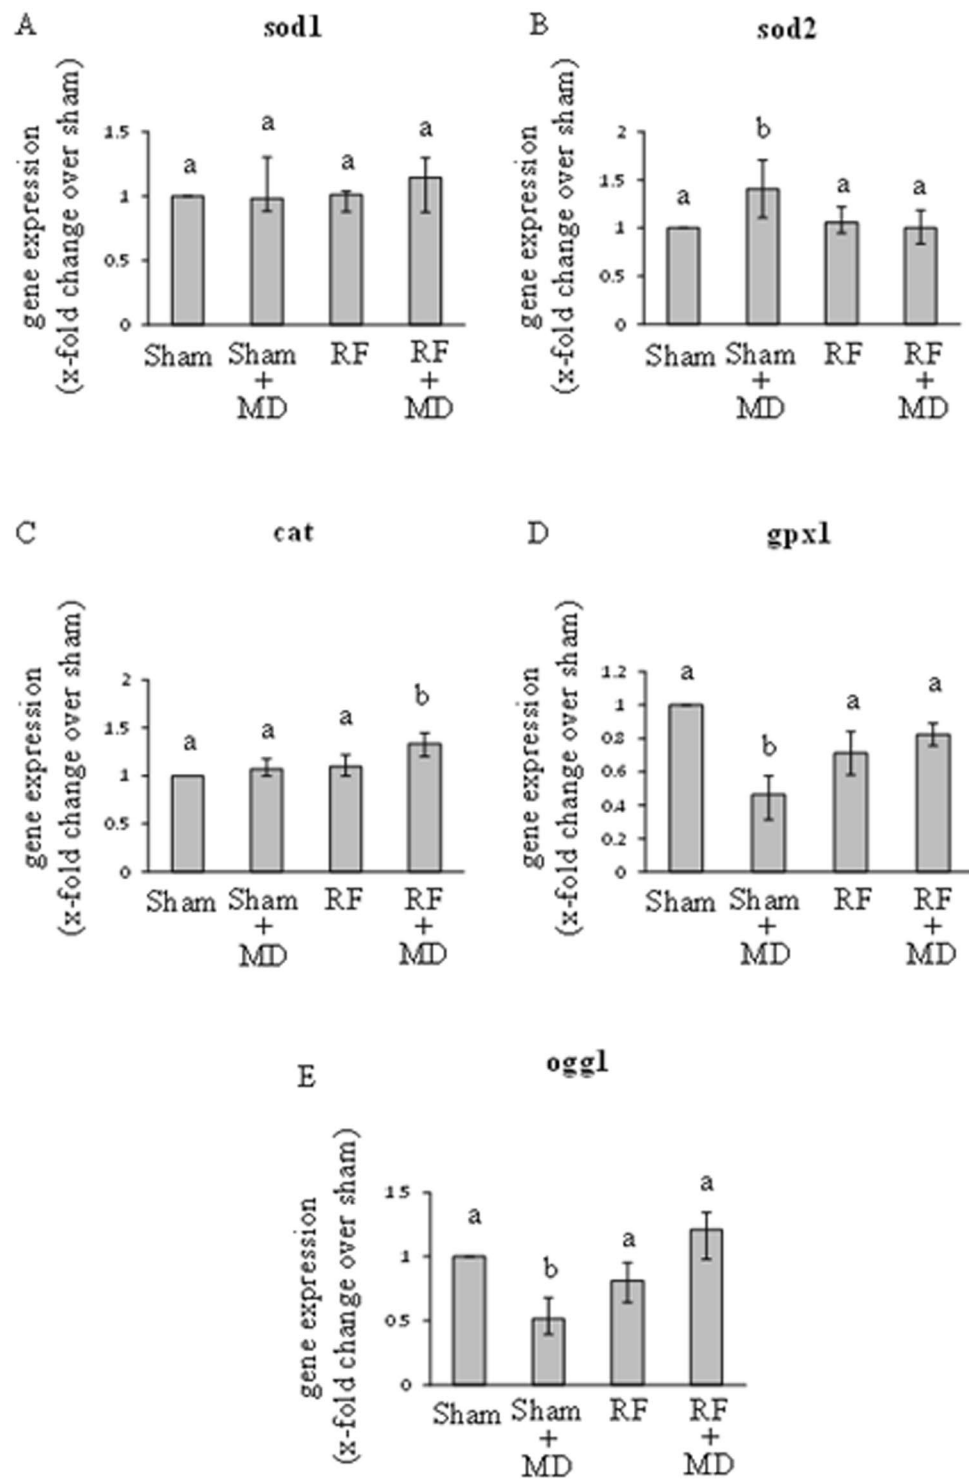 A
sod1
gene expression
(x-fold change over sham)
1.5
1
0.5
0
a
a
a
a
Sham
Sham
+
MD
RF
RF
+
MD
B
sod2
gene expression
(x-fold change over sham)
2
1.5
1
0.5
0
a
b
a
a
Sham
Sham
+
MD
RF
RF
+
MD
C
cat
gene expression
(x-fold change over sham)
2
1.5
1
0.5
0
a
a
a
b
Sham
Sham
+
MD
RF
RF
+
MD
D
gpx1
gene expression
(x-fold change over sham)
1.2
1
0.8
0.6
0.4
0.2
0
a
b
a
a
Sham
Sham
+
MD
RF
RF
+
MD
E
ogg1
gene expression
(x-fold change over sham)
1.5
1
0.5
0
a
b
a
a
Sham
Sham
+
MD
RF
RF
+
MD